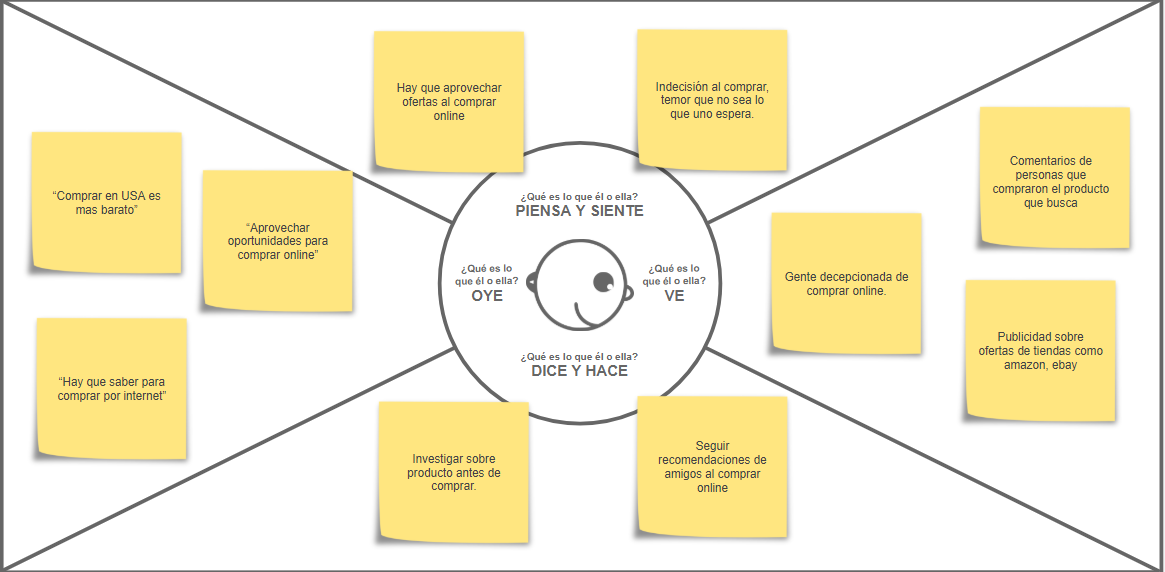 Hay que aprovechar
ofertas al comprar
online
Indecisión al comprar,
temor que no sea lo
que uno espera.
“Comprar en USA es
mas barato”
“Aprovechar
oportunidades para
comprar online”
“Hay que saber para
comprar por internet”
¿Qué es lo que él o ella?
PIENSA Y SIENTE
¿Qué es lo
que él o ella?
OYE
¿Qué es lo
que él o ella?
VE
¿Qué es lo que él o ella?
DICE Y HACE
Comentarios de
personas que
compraron el producto
que busca
Gente decepcionada de
comprar online.
Publicidad sobre
ofertas de tiendas como
amazon, ebay
Investigar sobre
producto antes de
comprar.
Seguir
recomendaciones de
amigos al comprar
online